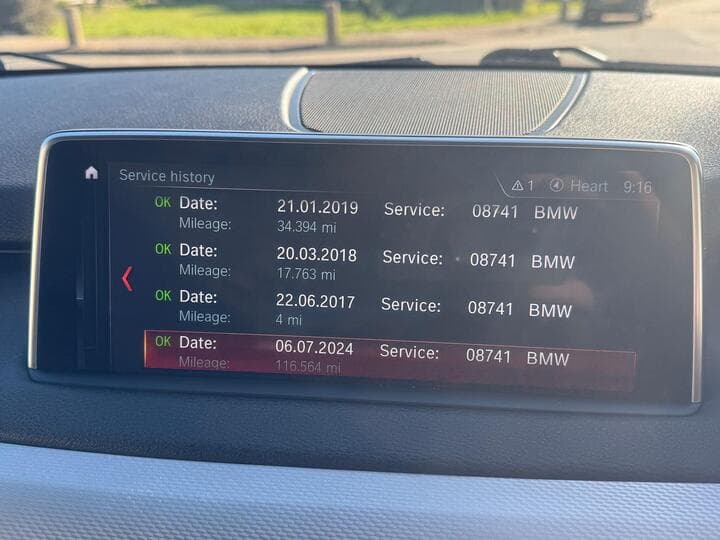 Service history
1 Heart 9:16
OK Date: 21.01.2019 Service: 08741 BMW
Mileage: 34.394 mi
OK Date: 20.03.2018 Service: 08741 BMW
Mileage: 17.763 mi
OK Date: 22.06.2017 Service: 08741 BMW
Mileage: 4 mi
OK Date: 06.07.2024 Service: 08741 BMW
Mileage: 116.564 mi